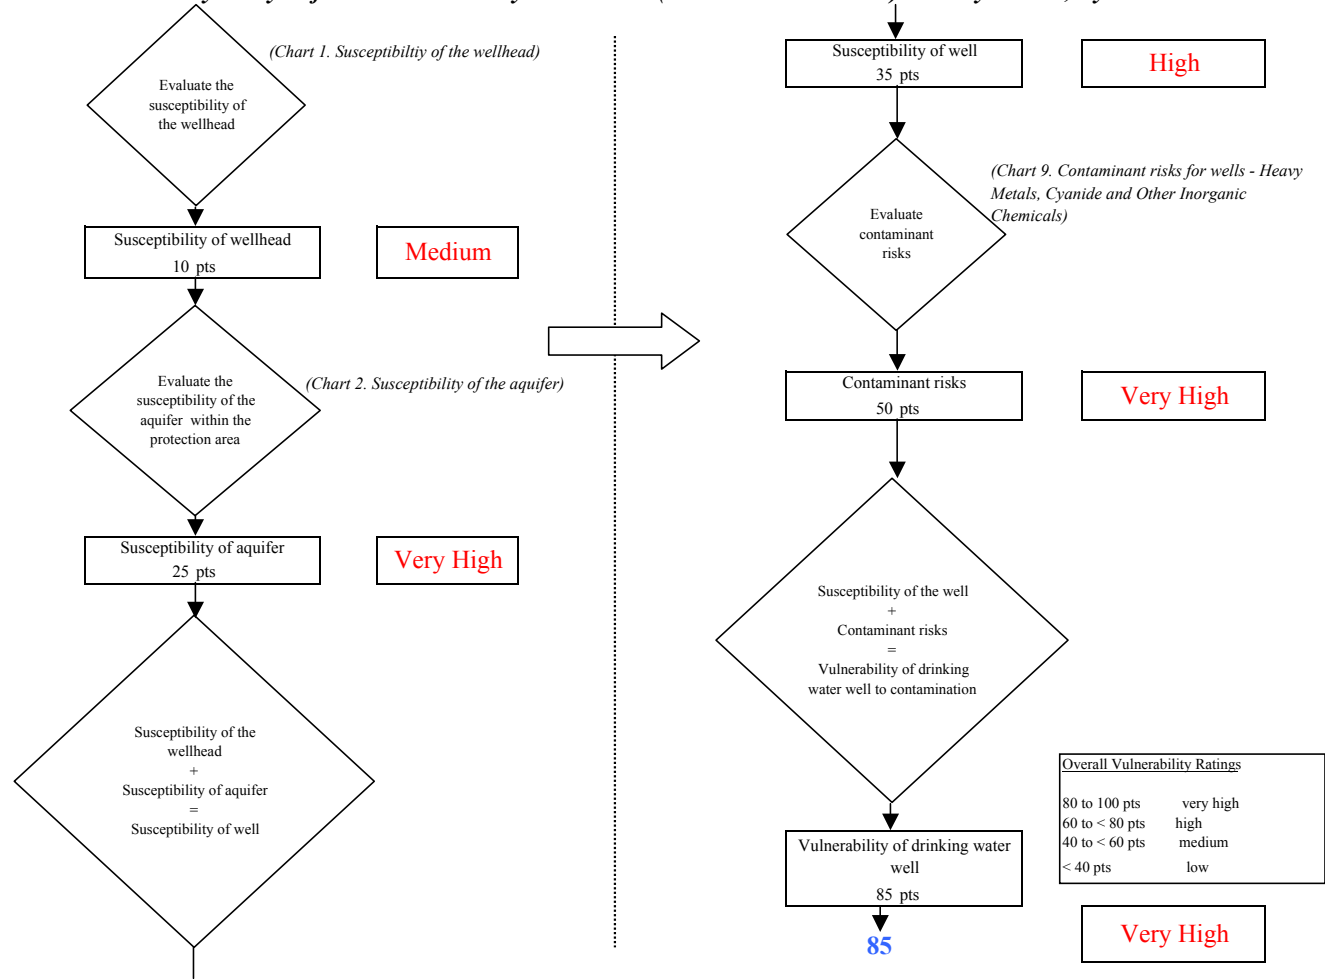 (Chart 1. Susceptibiltiy of the wellhead)
Evaluate the
susceptibility of
the wellhead
Susceptibility of wellhead
10 pts
Medium
(Chart 2. Susceptibility of the aquifer)
Evaluate the
susceptibility of the
aquifer within the
protection area
Susceptibility of aquifer
25 pts
Very High
Susceptibility of the
wellhead
+
Susceptibility of aquifer
=
Susceptibility of well
Susceptibility of well
35 pts
High
(Chart 9. Contaminant risks for wells - Heavy
Metals, Cyanide and Other Inorganic
Chemicals)
Evaluate
contaminant
risks
Contaminant risks
50 pts
Very High
Susceptibility of the well
+
Contaminant risks
=
Vulnerability of drinking
water well to contamination
Overall Vulnerability Ratings
80 to 100 pts very high
60 to < 80 pts high
40 to < 60 pts medium
< 40 pts low
Vulnerability of drinking water
well
85 pts
85
Very High